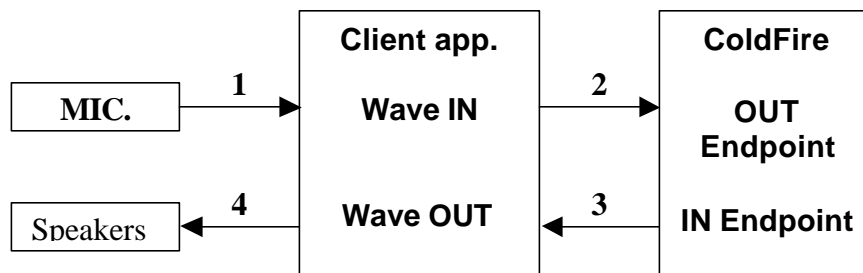 Client app.
ColdFire
1
2
MIC.
Wave IN
OUT
Endpoint
4
3
Speakers
Wave OUT
IN Endpoint